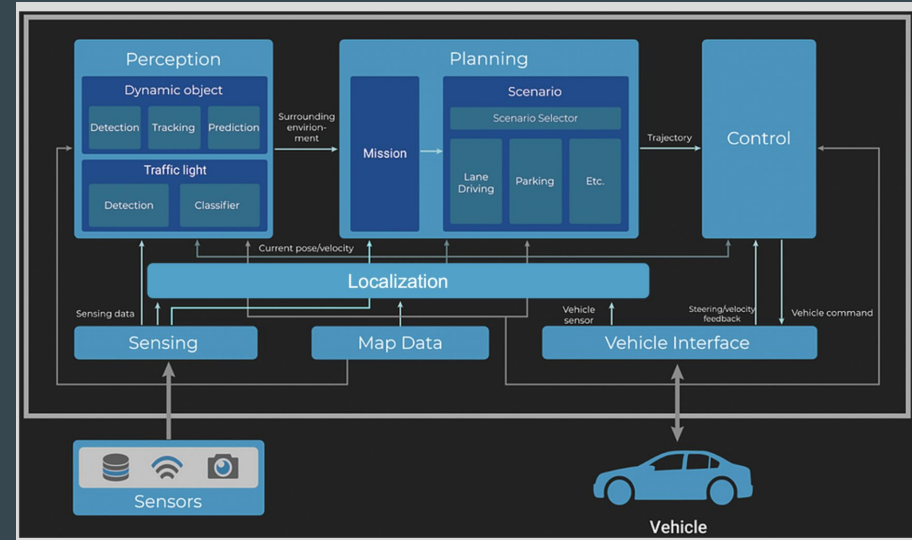 Perception
Dynamic object
Detection
Tracking
Prediction
Traffic light
Detection
Classifier
Surrounding
envirion-
ment
Planning
Mission
Scenario
Scenario Selector
Lane
Driving
Parking
Etc.
Trajectory
Control
Current pose/velocity
Localization
Sensing data
Vehicle
sensor
Steering/velocity
feedback
Vehicle command
Sensing
Map Data
Vehicle Interface
Sensors
Vehicle